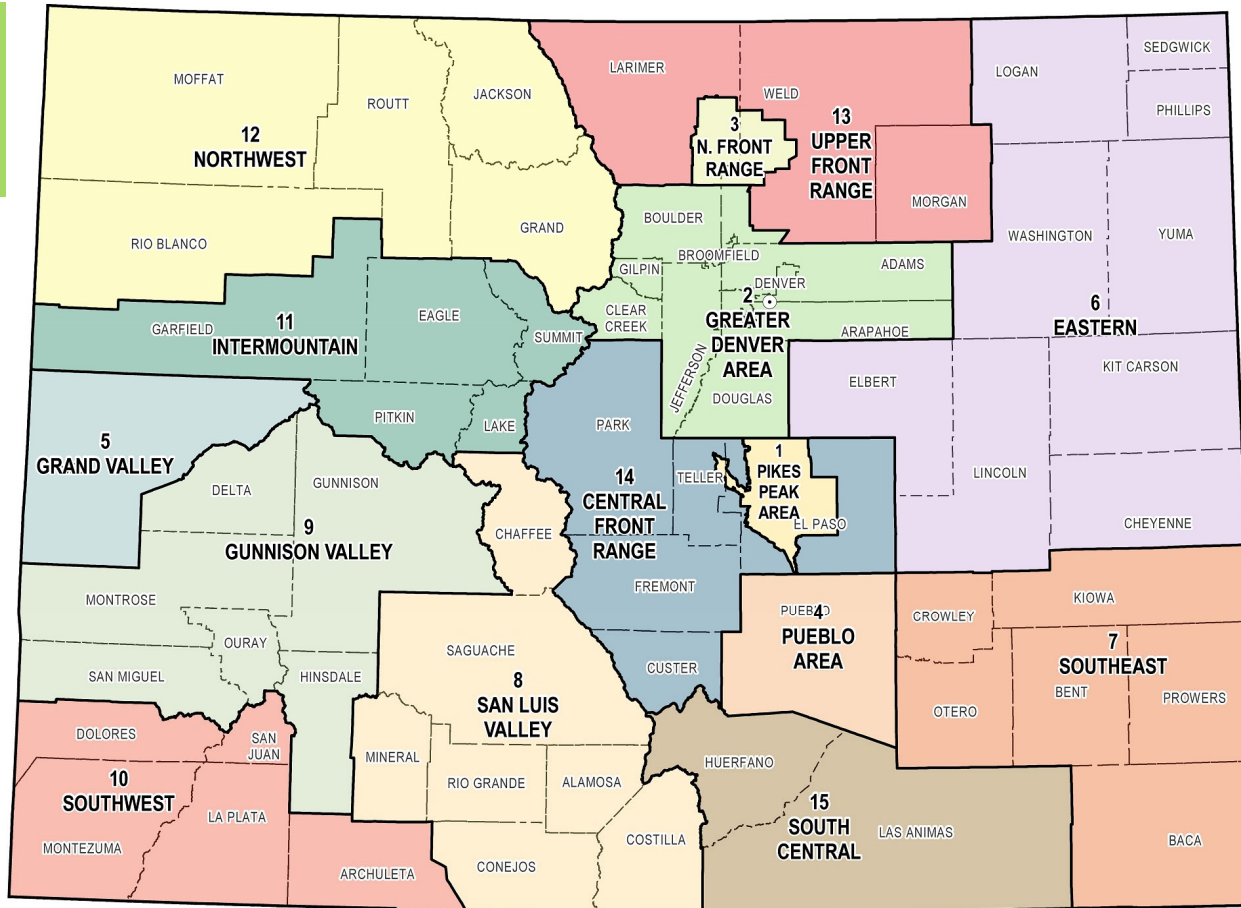 SEDGWICK
LARIMER
LOGAN
MOFFAT
WELD
JACKSON
ROUTT
PHILLIPS
12
NORTHWEST
3
N. FRONT
RANGE
13
UPPER
FRONT
RANGE
MORGAN
BOULDER
GRAND
WASHINGTON
YUMA
RIO BLANCO
BROOMFIELD
GILPIN
ADAMS
DENVER
2
GREATER
DENVER
AREA
6
EASTERN
CLEAR
CREEK
EAGLE
11
INTERMOUNTAIN
GARFIELD
SUMMIT
ARAPAHOE
KIT CARSON
JEFFERSON
ELBERT
DOUGLAS
PITKIN
LAKE
PARK
5
GRAND VALLEY
1
PIKES
PEAK
AREA
14
CENTRAL
FRONT
RANGE
TELLER
LINCOLN
GUNNISON
DELTA
9
GUNNISON VALLEY
CHAFFEE
EL PASO
CHEYENNE
FREMONT
MONTROSE
KIOWA
PUEBLO
4
PUEBLO
AREA
CROWLEY
OURAY
SAGUACHE
7
SOUTHEAST
CUSTER
SAN MIGUEL
HINSDALE
8
SAN LUIS
VALLEY
BENT
PROWERS
OTERO
DOLORES
SAN
JUAN
MINERAL
HUERFANO
10
SOUTHWEST
RIO GRANDE
ALAMOSA
15
SOUTH
CENTRAL
LA PLATA
LAS ANIMAS
COSTILLA
BACA
MONTEZUMA
CONEJOS
ARCHULETA